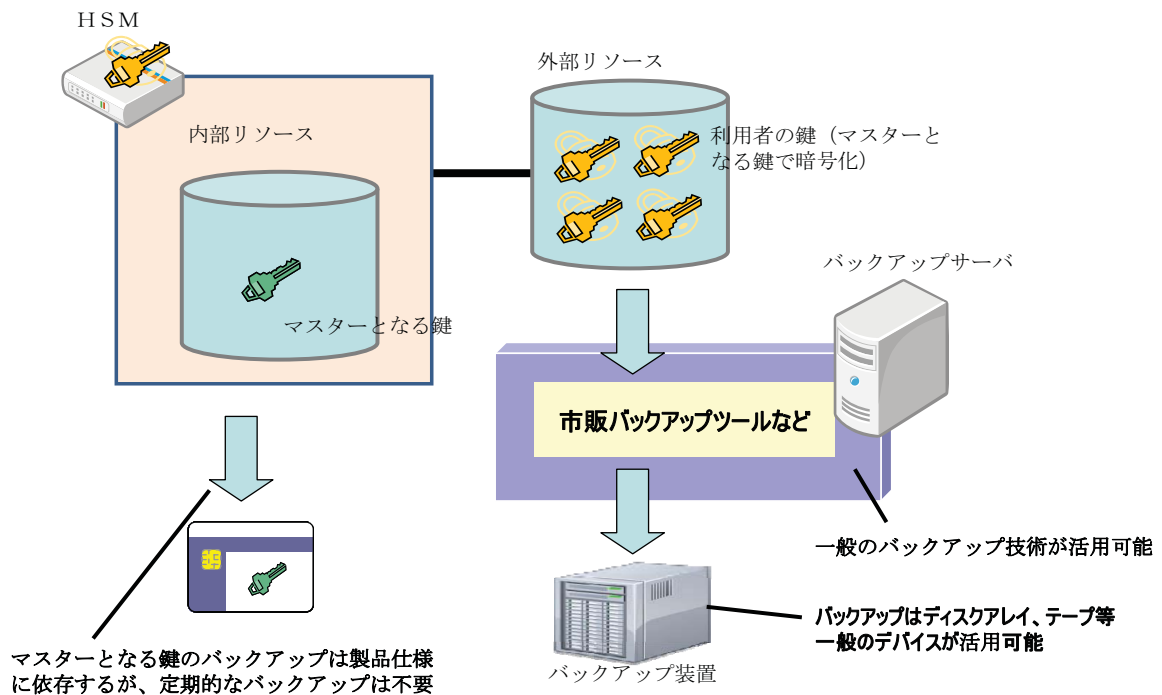 ＨＳＭ
外部リソース
内部リソース
利用者の鍵（マスターと
なる鍵で暗号化）
バックアップサーバ
マスターとなる鍵
市販バックアップツールなど
一般のバックアップ技術が活用可能
バックアップはディスクアレイ、テープ等
一般のデバイスが活用可能
バックアップ装置
マスターとなる鍵のバックアップは製品仕様
に依存するが、定期的なバックアップは不要